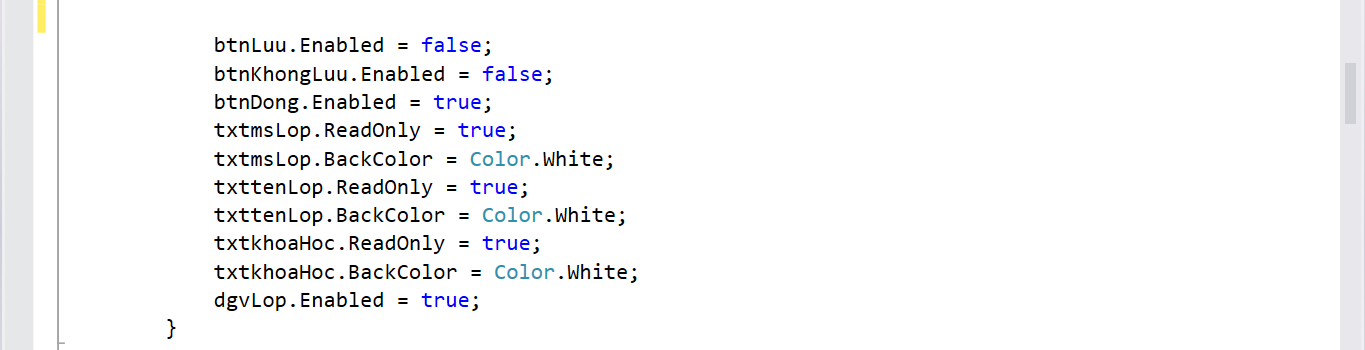 btnLuu.Enabled = false;
btnKhongLuu.Enabled = false;
btnDong.Enabled = true;
txtmsLop.ReadOnly = true;
txtmsLop.BackColor = Color.White;
txttenLop.ReadOnly = true;
txttenLop.BackColor = Color.White;
txtkhoaHoc.ReadOnly = true;
txtkhoaHoc.BackColor = Color.White;
dgvLop.Enabled = true;
}